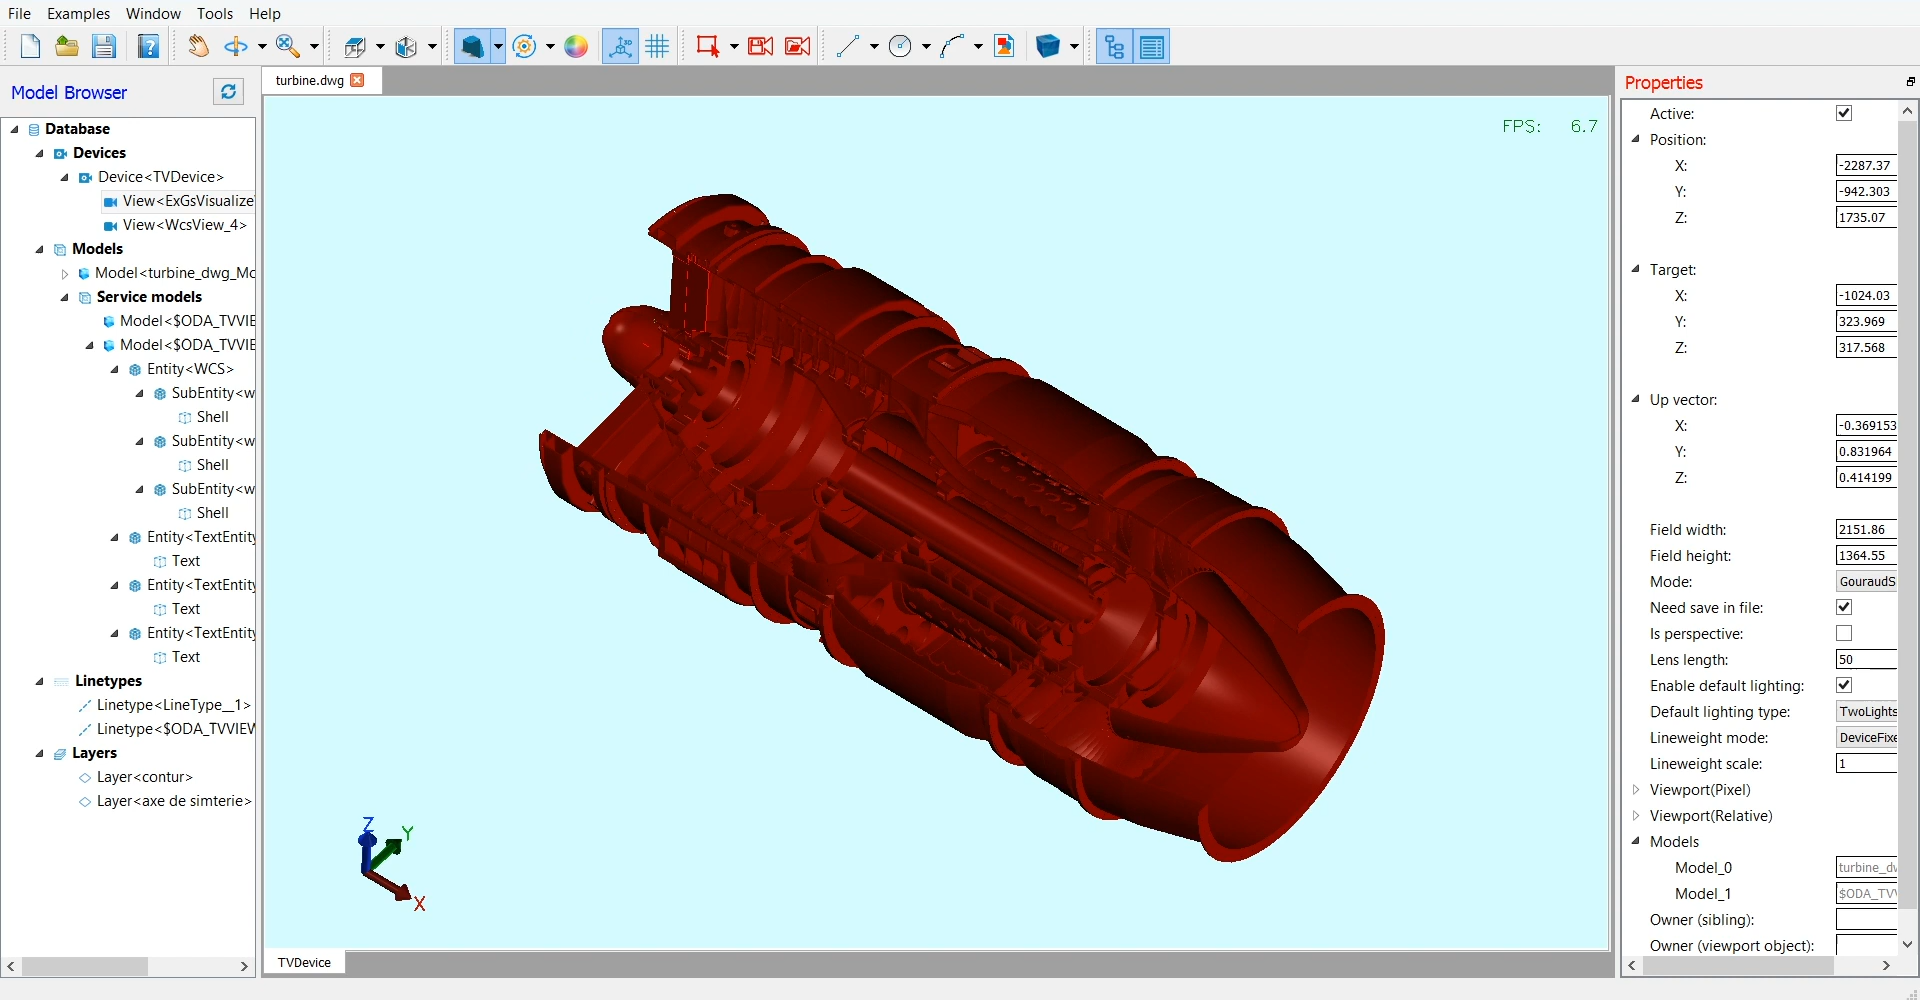 File Examples Window Tools Help
Model Browser
Database
Devices
Device<TVDevice>
View<ExGsVisualize
View<WcsView_4>
Models
Model<turbine_dwg_Mc
Service models
Model<$ODA_TVVIE
Model<$ODA_TVVIE
Entity<WCS>
SubEntity<w
Shell
SubEntity<w
Shell
SubEntity<w
Shell
Entity<TextEntity
Text
Entity<TextEntity
Text
Entity<TextEntity
Text
Linetypes
Linetype<LineType__1>
Linetype<$ODA_TVVIEW
Layers
Layer<contur>
Layer<axe de simterie>
turbine.dwg
FPS: 6.7
Z
Y
X
TVDevice
Properties
Active:
Position:
X: -2287.37
Y: -942.303
Z: 1735.07
Target:
X: -1024.03
Y: 323.969
Z: 317.568
Up vector:
X: -0.369153
Y: 0.831964
Z: 0.414199
Field width: 2151.86
Field height: 1364.55
Mode: GouraudS
Need save in file:
Is perspective:
Lens length: 50
Enable default lighting:
Default lighting type: TwoLights
Lineweight mode: DeviceFixe
Lineweight scale: 1
Viewport(Pixel)
Viewport(Relative)
Models
Model_0 turbine_dw
Model_1 $ODA_TVV
Owner (sibling):
Owner (viewport object):